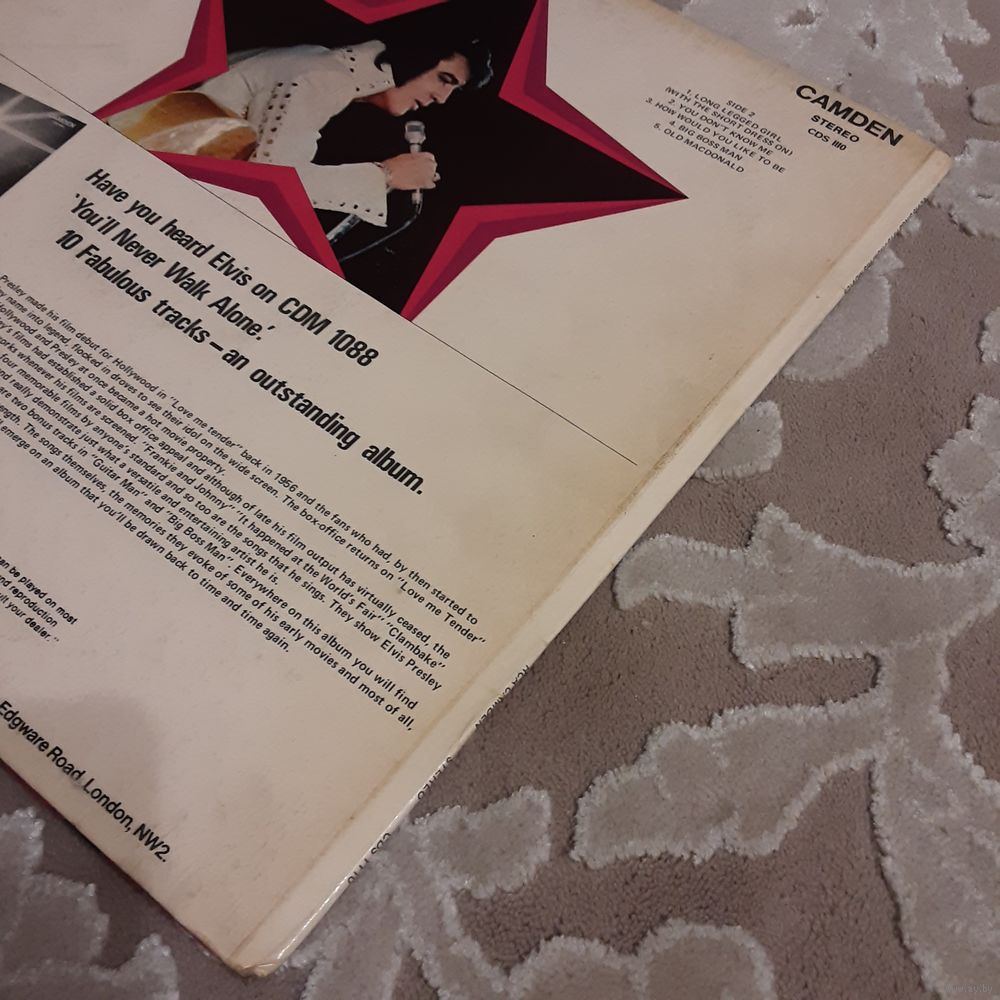 CAMDEN
STEREO
CDS 1110
SIDE 2
1. LONG LEGGED GIRL
(WITH THE SHORT DRESS ON)
2. YOU DON'T KNOW ME
3. HOW WOULD YOU LIKE TO BE
4. BIG BOSS MAN
5. OLD MACDONALD
Have you heard Elvis on CDM 1088
'You'll Never Walk Alone.'
10 Fabulous tracks – an outstanding album.
Presley made his film debut for Hollywood in "Love me tender" back in 1956 and the fans who had, by then started to
name into legend, flocked in droves to see their idol on the wide screen. The box-office returns on "Love me Tender"
Hollywood and Presley at once became a hot movie property,
films had established a solid box office appeal and although of late his film output has virtually ceased, the
whenever his films are screened. "Frankie and Johnny" "It happened at the World's Fair" "Clambake"
four memorable films by anyone's standard and so too are the songs that he sings. They show Elvis Presley
and really demonstrate just what a versatile and entertaining artist he is.
are two bonus tracks in "Guitar Man" and "Big Boss Man". Everywhere on this album you will find
The songs themselves, the memories they evoke of some of his early movies and most of all,
emerge on an album that you'll be drawn back to time and time again.
can be played on most
reproduction
your dealer."
Edgware Road, London, NW2.